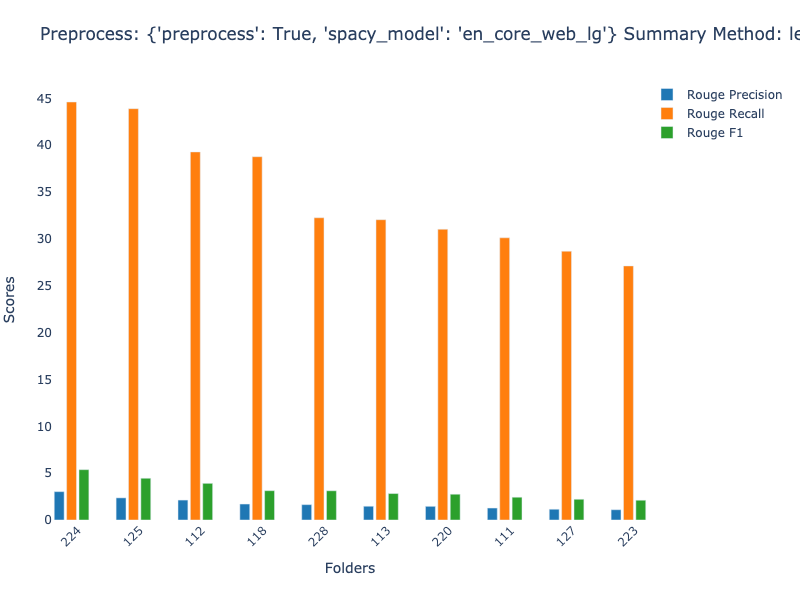 Preprocess: {'preprocess': True, 'spacy_model': 'en_core_web_lg'} Summary Method: le
Rouge Precision
Rouge Recall
Rouge F1
Scores
45
40
35
30
25
20
15
10
5
0
224 125 112 118 228 113 220 111 127 223
Folders